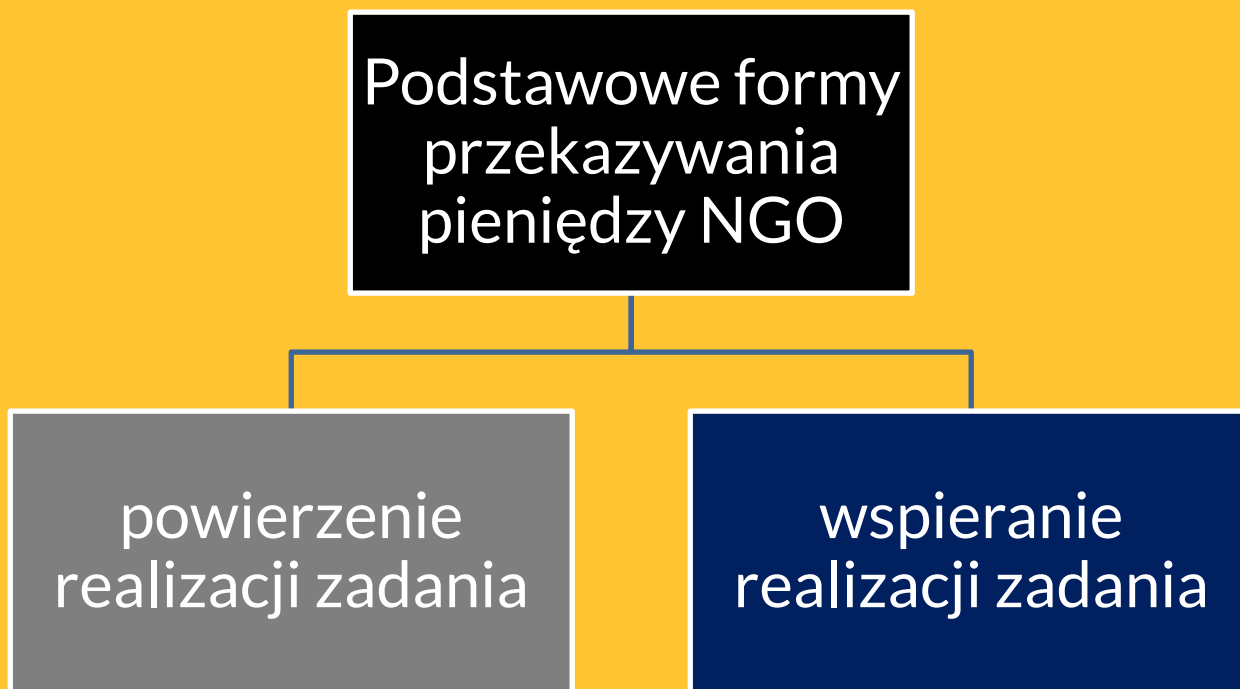 Podstawowe formy
przekazywania
pieniędzy NGO
powierzenie
realizacji zadania
wspieranie
realizacji zadania